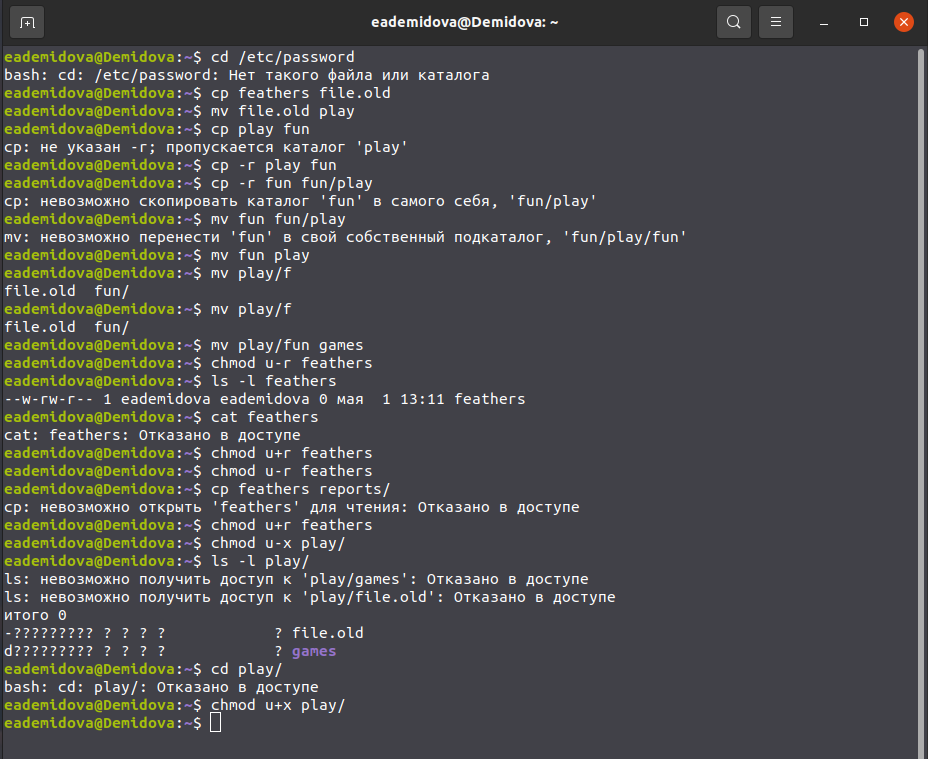 eademidova@Demidova: ~
eademidova@Demidova:~$ cd /etc/password
bash: cd: /etc/password: Нет такого файла или каталога
eademidova@Demidova:~$ cp feathers file.old
eademidova@Demidova:~$ mv file.old play
eademidova@Demidova:~$ cp play fun
cp: не указан -r; пропускается каталог 'play'
eademidova@Demidova:~$ cp -r play fun
eademidova@Demidova:~$ cp -r fun fun/play
cp: невозможно скопировать каталог 'fun' в самого себя, 'fun/play'
eademidova@Demidova:~$ mv fun fun/play
mv: невозможно перенести 'fun' в свой собственный подкаталог, 'fun/play/fun'
eademidova@Demidova:~$ mv fun play
eademidova@Demidova:~$ mv play/f
file.old  fun/
eademidova@Demidova:~$ mv play/f
file.old  fun/
eademidova@Demidova:~$ mv play/fun games
eademidova@Demidova:~$ chmod u-r feathers
eademidova@Demidova:~$ ls -l feathers
--w-rw-r-- 1 eademidova eademidova 0 мая  1 13:11 feathers
eademidova@Demidova:~$ cat feathers
cat: feathers: Отказано в доступе
eademidova@Demidova:~$ chmod u+r feathers
eademidova@Demidova:~$ chmod u-r feathers
eademidova@Demidova:~$ cp feathers reports/
cp: невозможно открыть 'feathers' для чтения: Отказано в доступе
eademidova@Demidova:~$ chmod u+r feathers
eademidova@Demidova:~$ chmod u-x play/
eademidova@Demidova:~$ ls -l play/
ls: невозможно получить доступ к 'play/games': Отказано в доступе
ls: невозможно получить доступ к 'play/file.old': Отказано в доступе
итого 0
-????????? ? ? ? ?            ? file.old
d????????? ? ? ? ?            ? games
eademidova@Demidova:~$ cd play/
bash: cd: play/: Отказано в доступе
eademidova@Demidova:~$ chmod u+x play/
eademidova@Demidova:~$